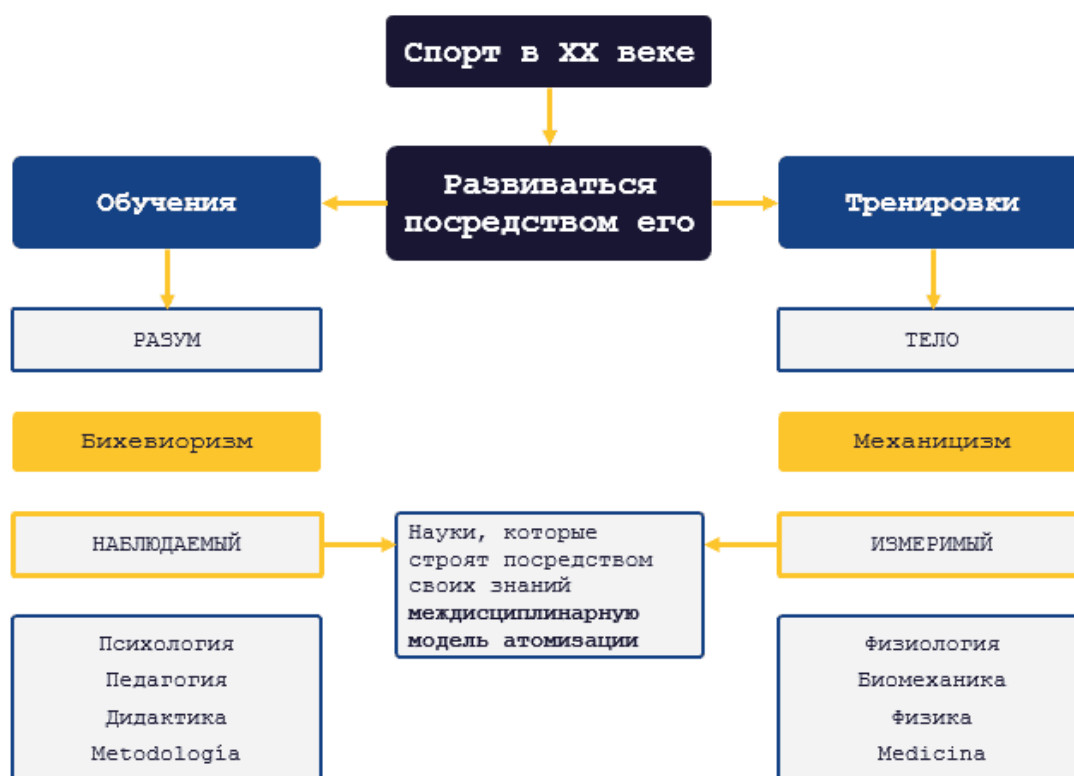 Спорт в XX веке
Развиваться
посредством его
Обучения
Тренировки
РАЗУМ
ТЕЛО
Бихевиоризм
Механицизм
НАБЛЮДАЕМЫЙ
Науки, которые
строят посредством
своих знаний
междисциплинарную
модель атомизации
ИЗМЕРИМЫЙ
Психология
Педагогия
Дидактика
Metodología
Физиология
Биомеханика
Физика
Medicina